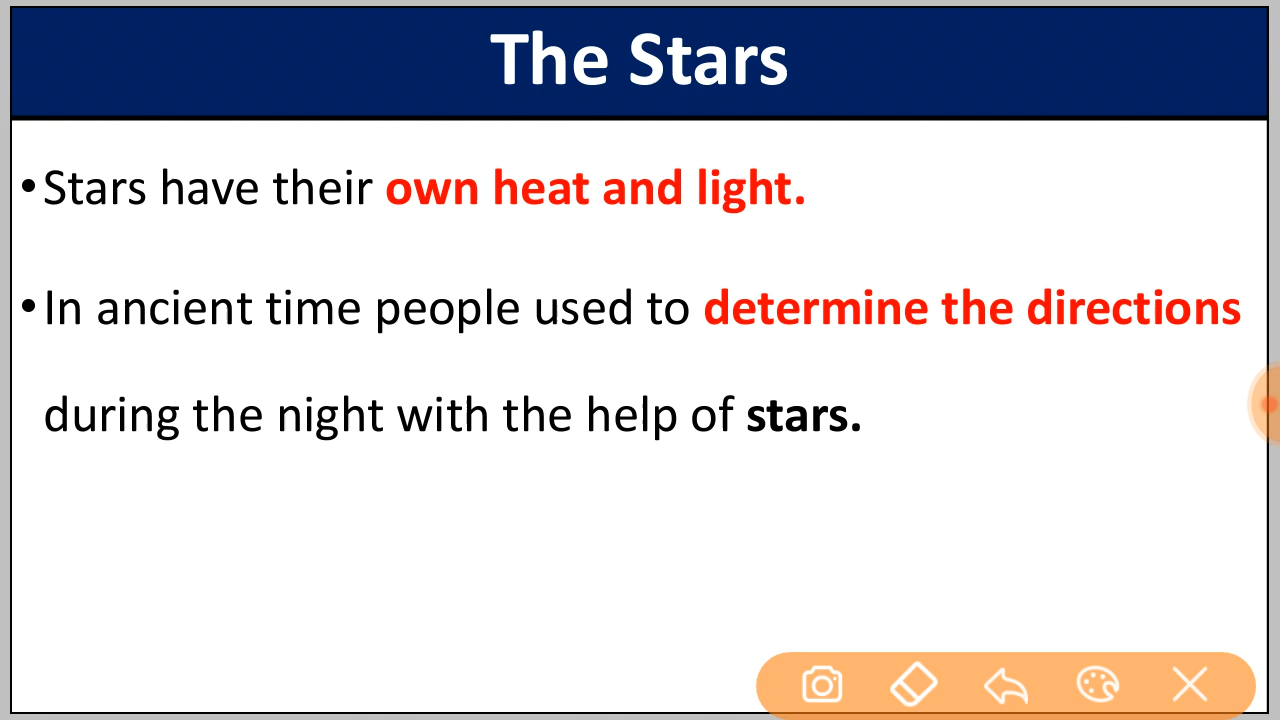 The Stars
•Stars have their own heat and light.
•In ancient time people used to determine the directions
during the night with the help of stars.